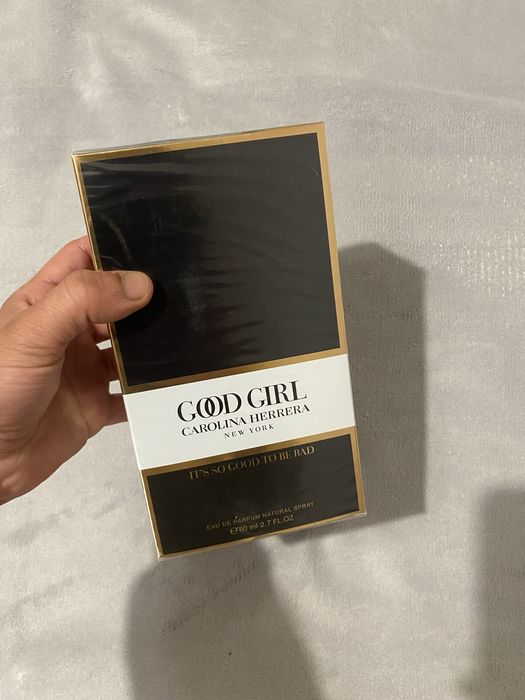 GOOD GIRL
CAROLINA HERRERA
NEW YORK
IT'S SO GOOD TO BE BAD
EAU DE PARFUM NATURAL SPRAY
℮ 80 ml 2.7 FL OZ